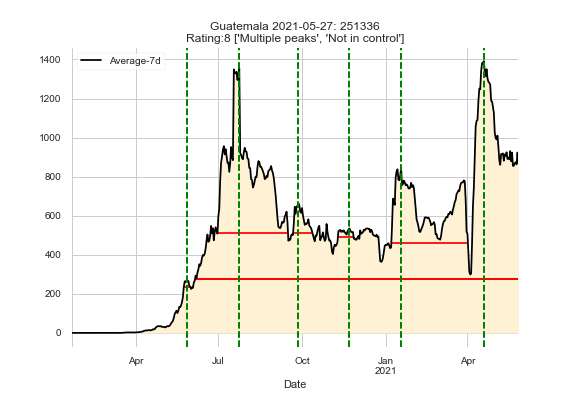 Guatemala 2021-05-27: 251336
Rating:8 ['Multiple peaks', 'Not in control']
Average-7d
1400
1200
1000
800
600
400
200
0
Apr
Jul
Oct
Jan
2021
Apr
Date